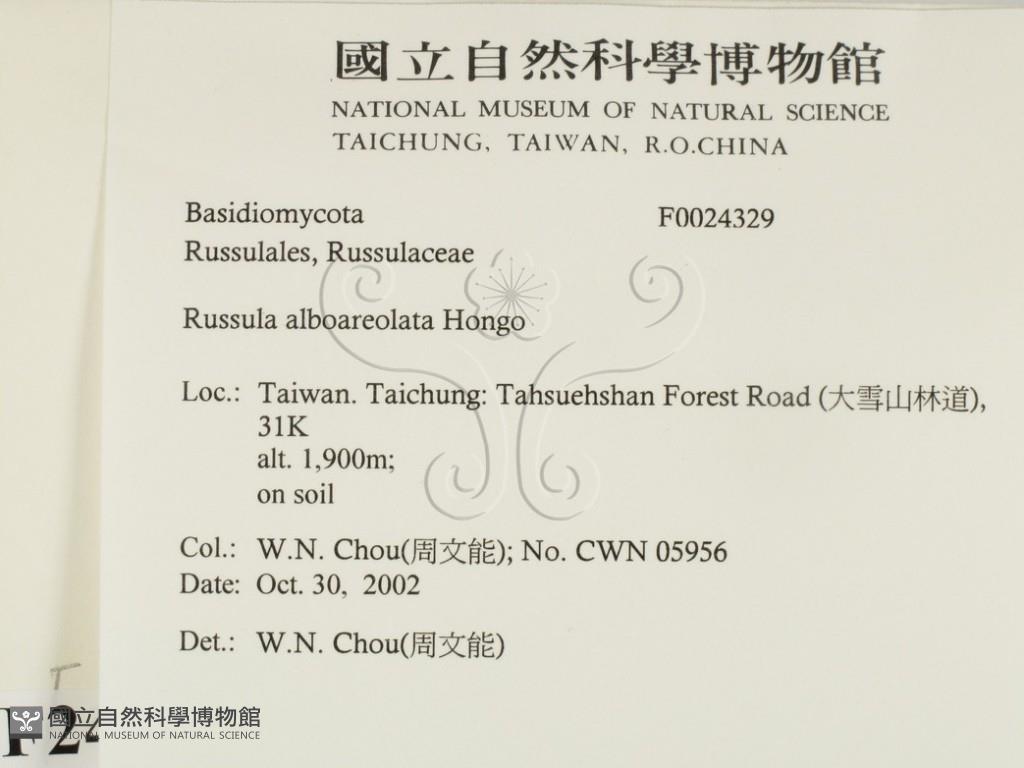 國立自然科學博物館
NATIONAL MUSEUM OF NATURAL SCIENCE
TAICHUNG, TAIWAN, R.O.CHINA
Basidiomycota F0024329
Russulales, Russulaceae
Russula alboareolata Hongo
Loc.: Taiwan. Taichung: Tahsuehshan Forest Road (大雪山林道),
31K
alt. 1,900m;
on soil
Col.: W.N. Chou(周文能); No. CWN 05956
Date: Oct. 30, 2002
Det.: W.N. Chou(周文能)
國立自然科學博物館
NATIONAL MUSEUM OF NATURAL SCIENCE